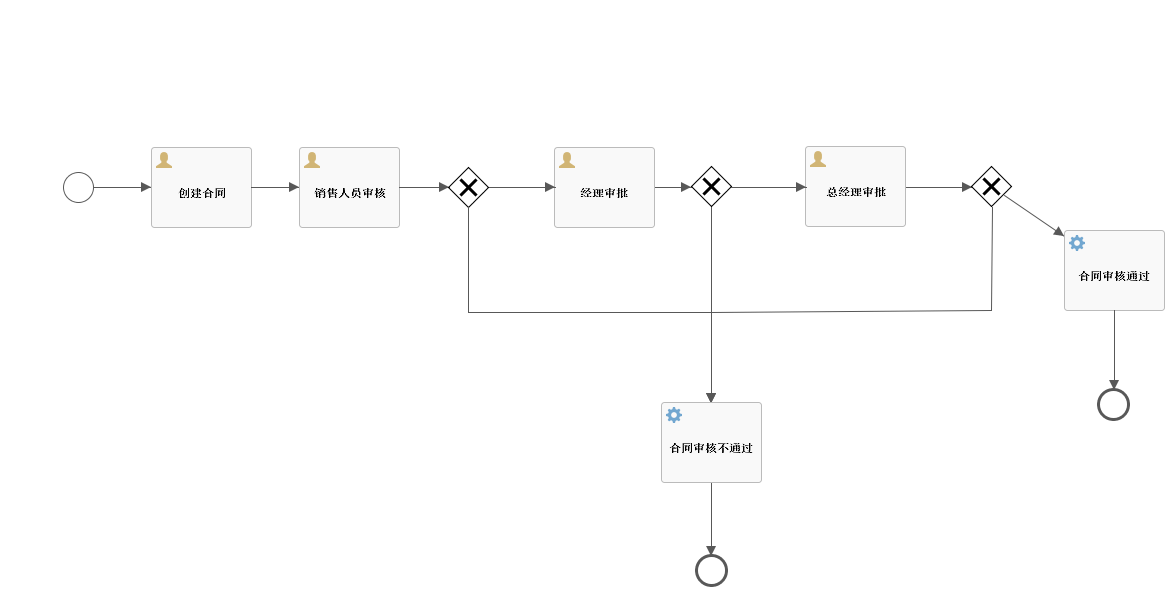 创建合同
销售人员审核
经理审批
总经理审批
合同审核通过
合同审核不通过